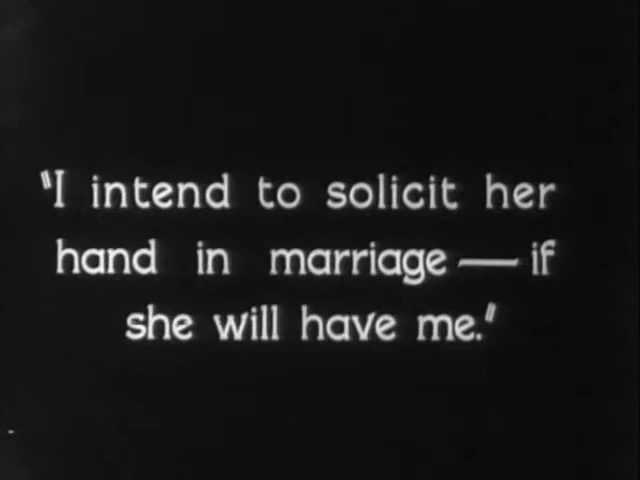 "I intend to solicit her
hand in marriage — if
she will have me."